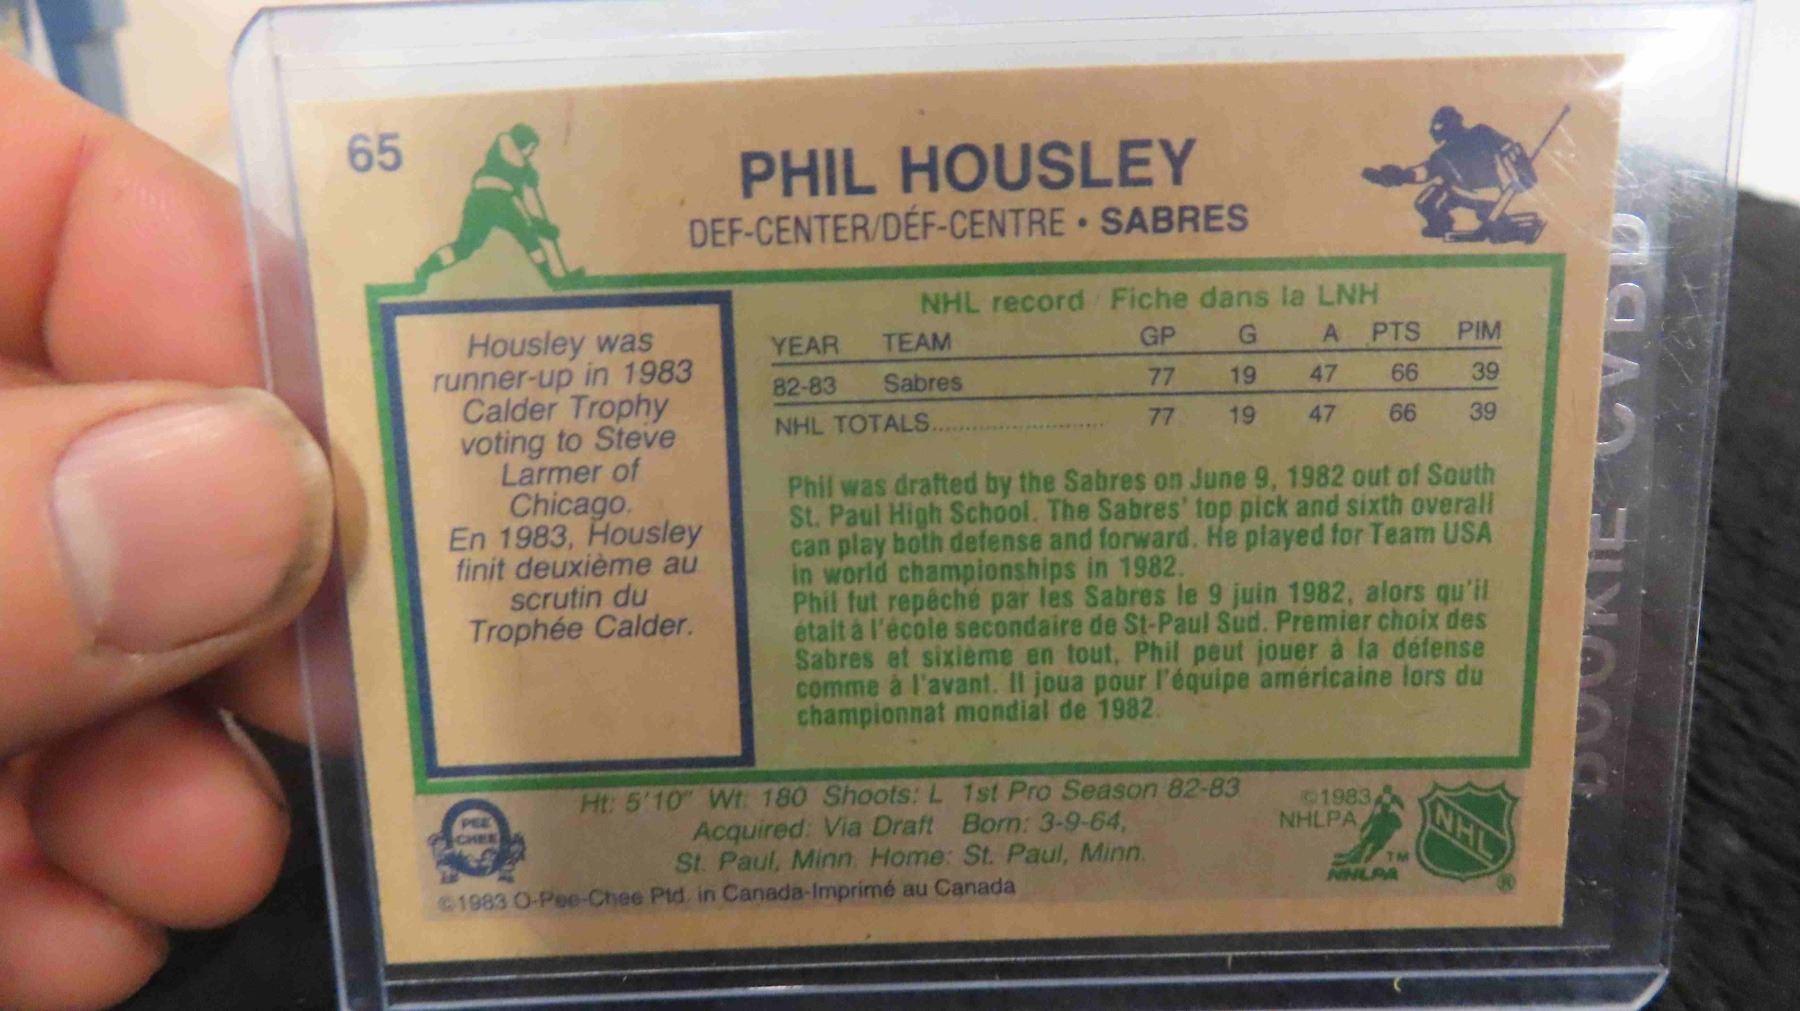 65
PHIL HOUSLEY
DEF-CENTER/DÉF-CENTRE • SABRES
Housley was
runner-up in 1983
Calder Trophy
voting to Steve
Larmer of
Chicago.
En 1983, Housley
finit deuxième au
scrutin du
Trophée Calder.
NHL record / Fiche dans la LNH
YEAR TEAM GP G A PTS PIM
82-83 Sabres 77 19 47 66 39
NHL TOTALS........................ 77 19 47 66 39
Phil was drafted by the Sabres on June 9, 1982 out of South
St. Paul High School. The Sabres' top pick and sixth overall
can play both defense and forward. He played for Team USA
in world championships in 1982.
Phil fut repêché par les Sabres le 9 juin 1982, alors qu'il
était à l'école secondaire de St-Paul Sud. Premier choix des
Sabres et sixième en tout, Phil peut jouer à la défense
comme à l'avant. Il joua pour l'équipe américaine lors du
championnat mondial de 1982.
Ht: 5'10" Wt: 180 Shoots: L 1st Pro Season 82-83
Acquired: Via Draft Born: 3-9-64,
St. Paul, Minn. Home: St. Paul, Minn.
©1983 O-Pee-Chee Ptd. in Canada-Imprimé au Canada
PEE
CHEE
©1983
NHLPA
TM
NHLPA
NHL
®
ROOKIE CARD